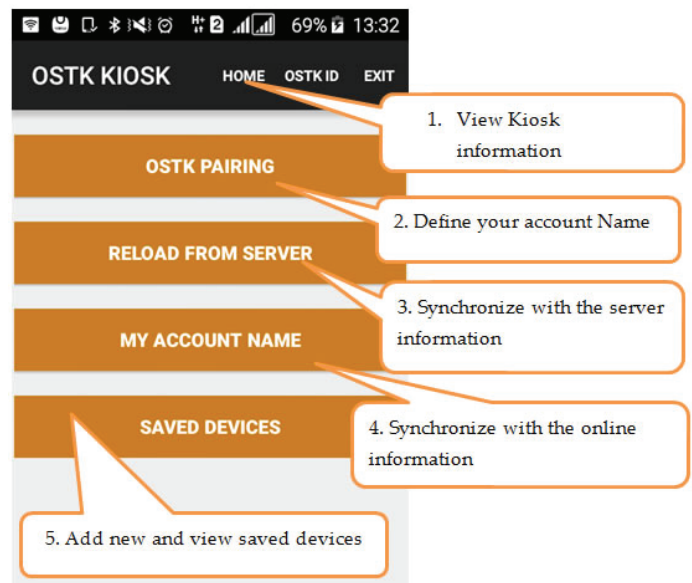 69% 13:32
OSTK KIOSK HOME OSTK ID EXIT
1. View Kiosk
information
OSTK PAIRING
2. Define your account Name
RELOAD FROM SERVER
3. Synchronize with the server
information
MY ACCOUNT NAME
4. Synchronize with the online
information
SAVED DEVICES
5. Add new and view saved devices